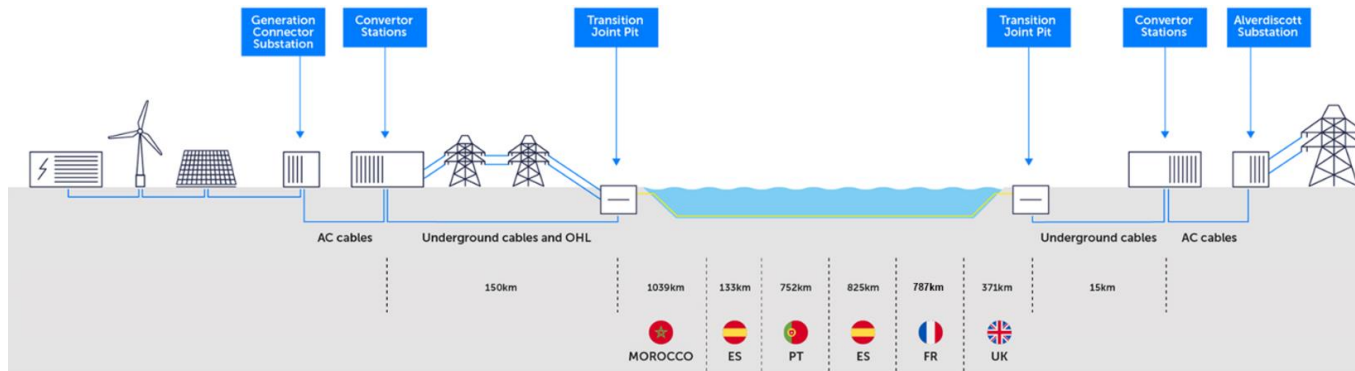 Generation
Connector
Substation
Convertor
Stations
Transition
Joint Pit
Transition
Joint Pit
Convertor
Stations
Alverdiscott
Substation
AC cables
Underground cables and OHL
Underground cables
AC cables
150km
1039km
133km
752km
825km
787km
371km
15km
MOROCCO
ES
PT
ES
FR
UK